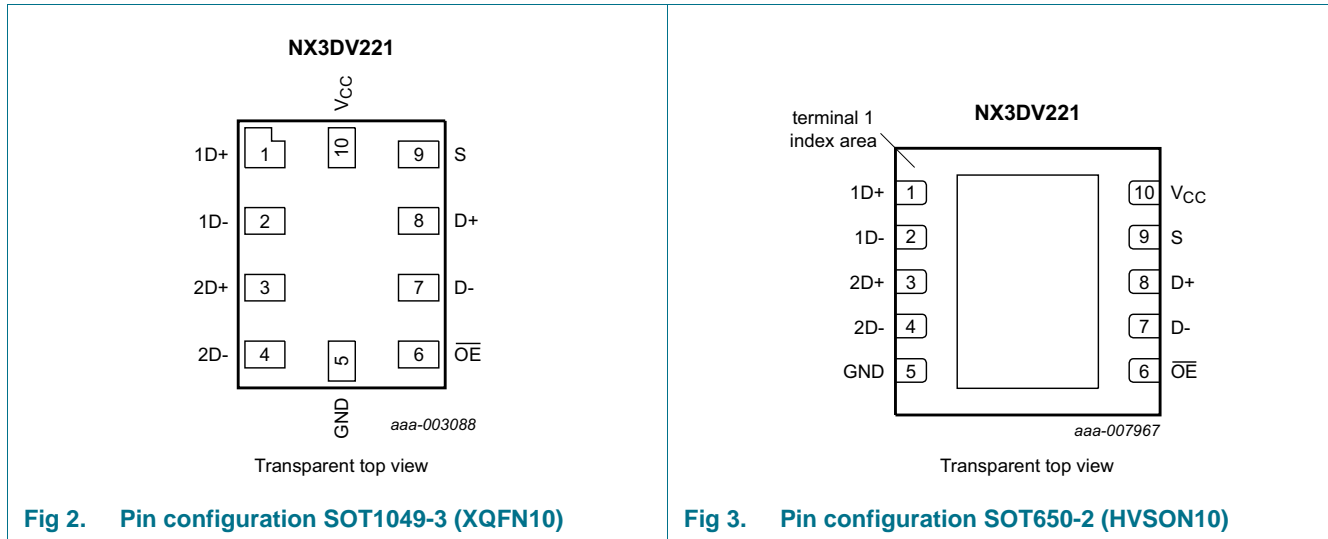 NX3DV221
VCC
1D+ 1 10 9 S
1D- 2 8 D+
2D+ 3 7 D-
2D- 4 5 6 OE
GND
aaa-003088
Transparent top view
Fig 2. Pin configuration SOT1049-3 (XQFN10)
NX3DV221
terminal 1
index area
1D+ 1 10 VCC
1D- 2 9 S
2D+ 3 8 D+
2D- 4 7 D-
GND 5 6 OE
aaa-007967
Transparent top view
Fig 3. Pin configuration SOT650-2 (HVSON10)